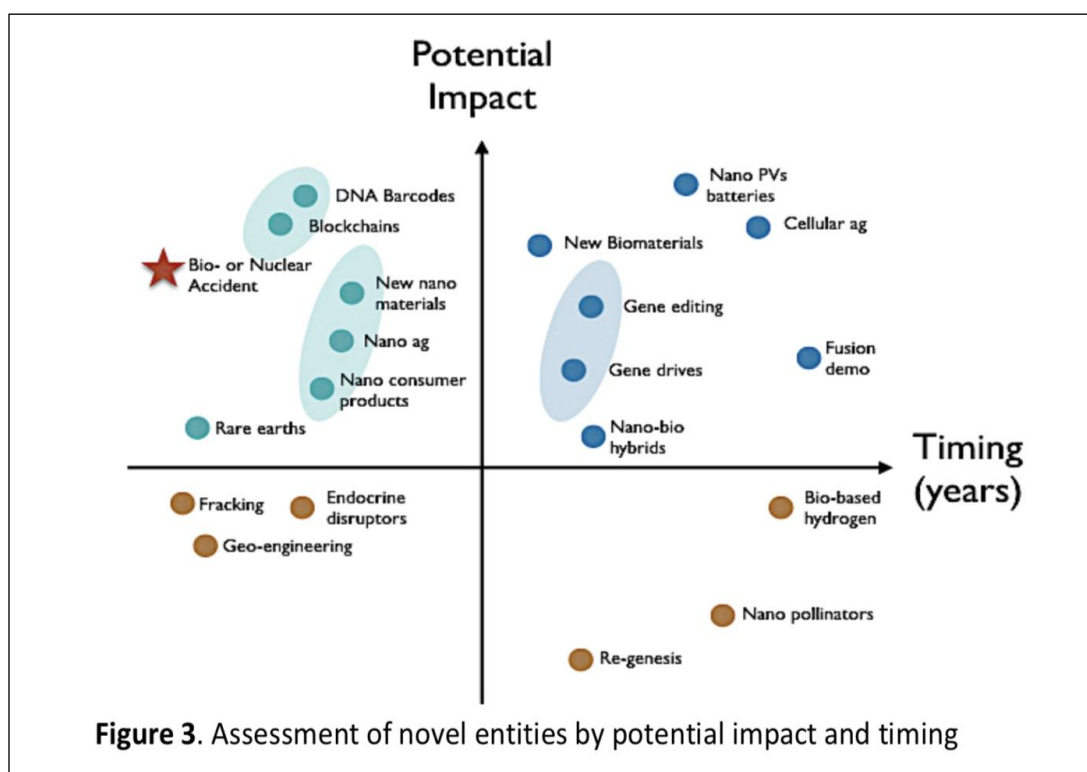 Potential
Impact
DNA Barcodes
Blockchains
Bio- or Nuclear
Accident
New nano
materials
Nano ag
Nano consumer
products
Rare earths
Nano PVs
batteries
Cellular ag
New Biomaterials
Gene editing
Gene drives
Fusion
demo
Nano-bio
hybrids
Timing
(years)
Fracking
Endocrine
disruptors
Geo-engineering
Bio-based
hydrogen
Nano pollinators
Re-genesis
Figure 3. Assessment of novel entities by potential impact and timing